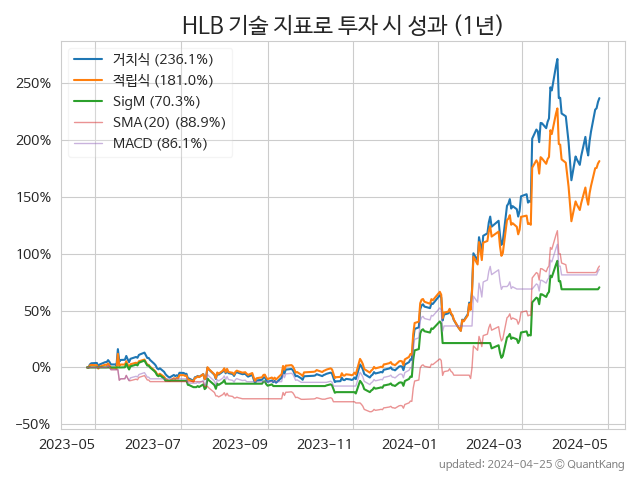 HLB 기술 지표로 투자 시 성과 (1년)
거치식 (236.1%)
적립식 (181.0%)
SigM (70.3%)
SMA(20) (88.9%)
MACD (86.1%)
250%
200%
150%
100%
50%
0%
−50%
2023-05 2023-07 2023-09 2023-11 2024-01 2024-03 2024-05
updated: 2024-04-25 © QuantKang